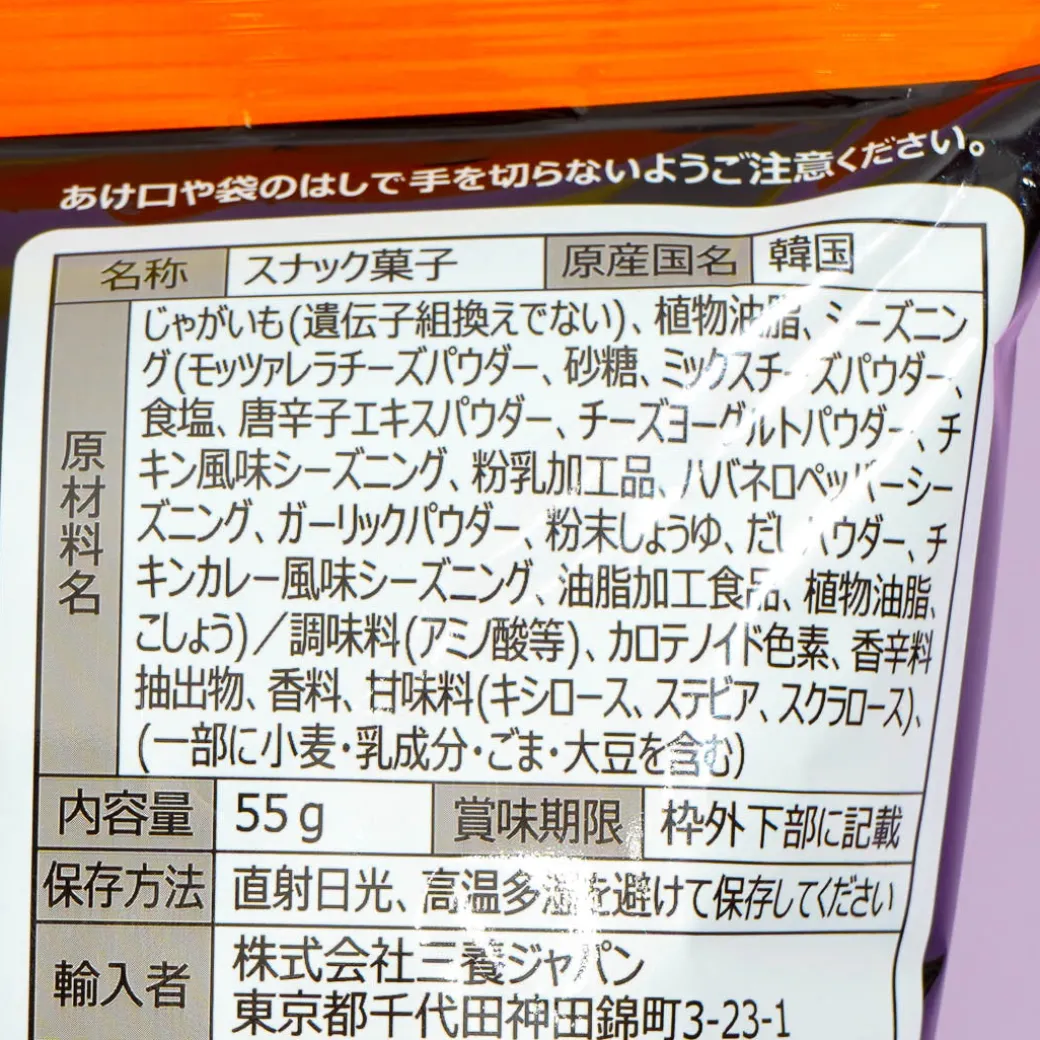 あけ口や袋のはしで手を切らないようご注意ください。
名称 スナック菓子 原産国名 韓国
原材料名
じゃがいも(遺伝子組換えでない)、植物油脂、シーズニン
グ(モッツァレラチーズパウダー、砂糖、ミックスチーズパウダー、
食塩、唐辛子エキスパウダー、チーズヨーグルトパウダー、チ
キン風味シーズニング、粉乳加工品、ハバネロペッパーシー
ズニング、ガーリックパウダー、粉末しょうゆ、だしパウダー、チ
キンカレー風味シーズニング、油脂加工食品、植物油脂、
こしょう)／調味料(アミノ酸等)、カロテノイド色素、香辛料
抽出物、香料、甘味料(キシロース、ステビア、スクラロース)、
(一部に小麦・乳成分・ごま・大豆を含む)
内容量 55g 賞味期限 枠外下部に記載
保存方法 直射日光、高温多湿を避けて保存してください
輸入者 株式会社三養ジャパン
東京都千代田神田錦町3-23-1